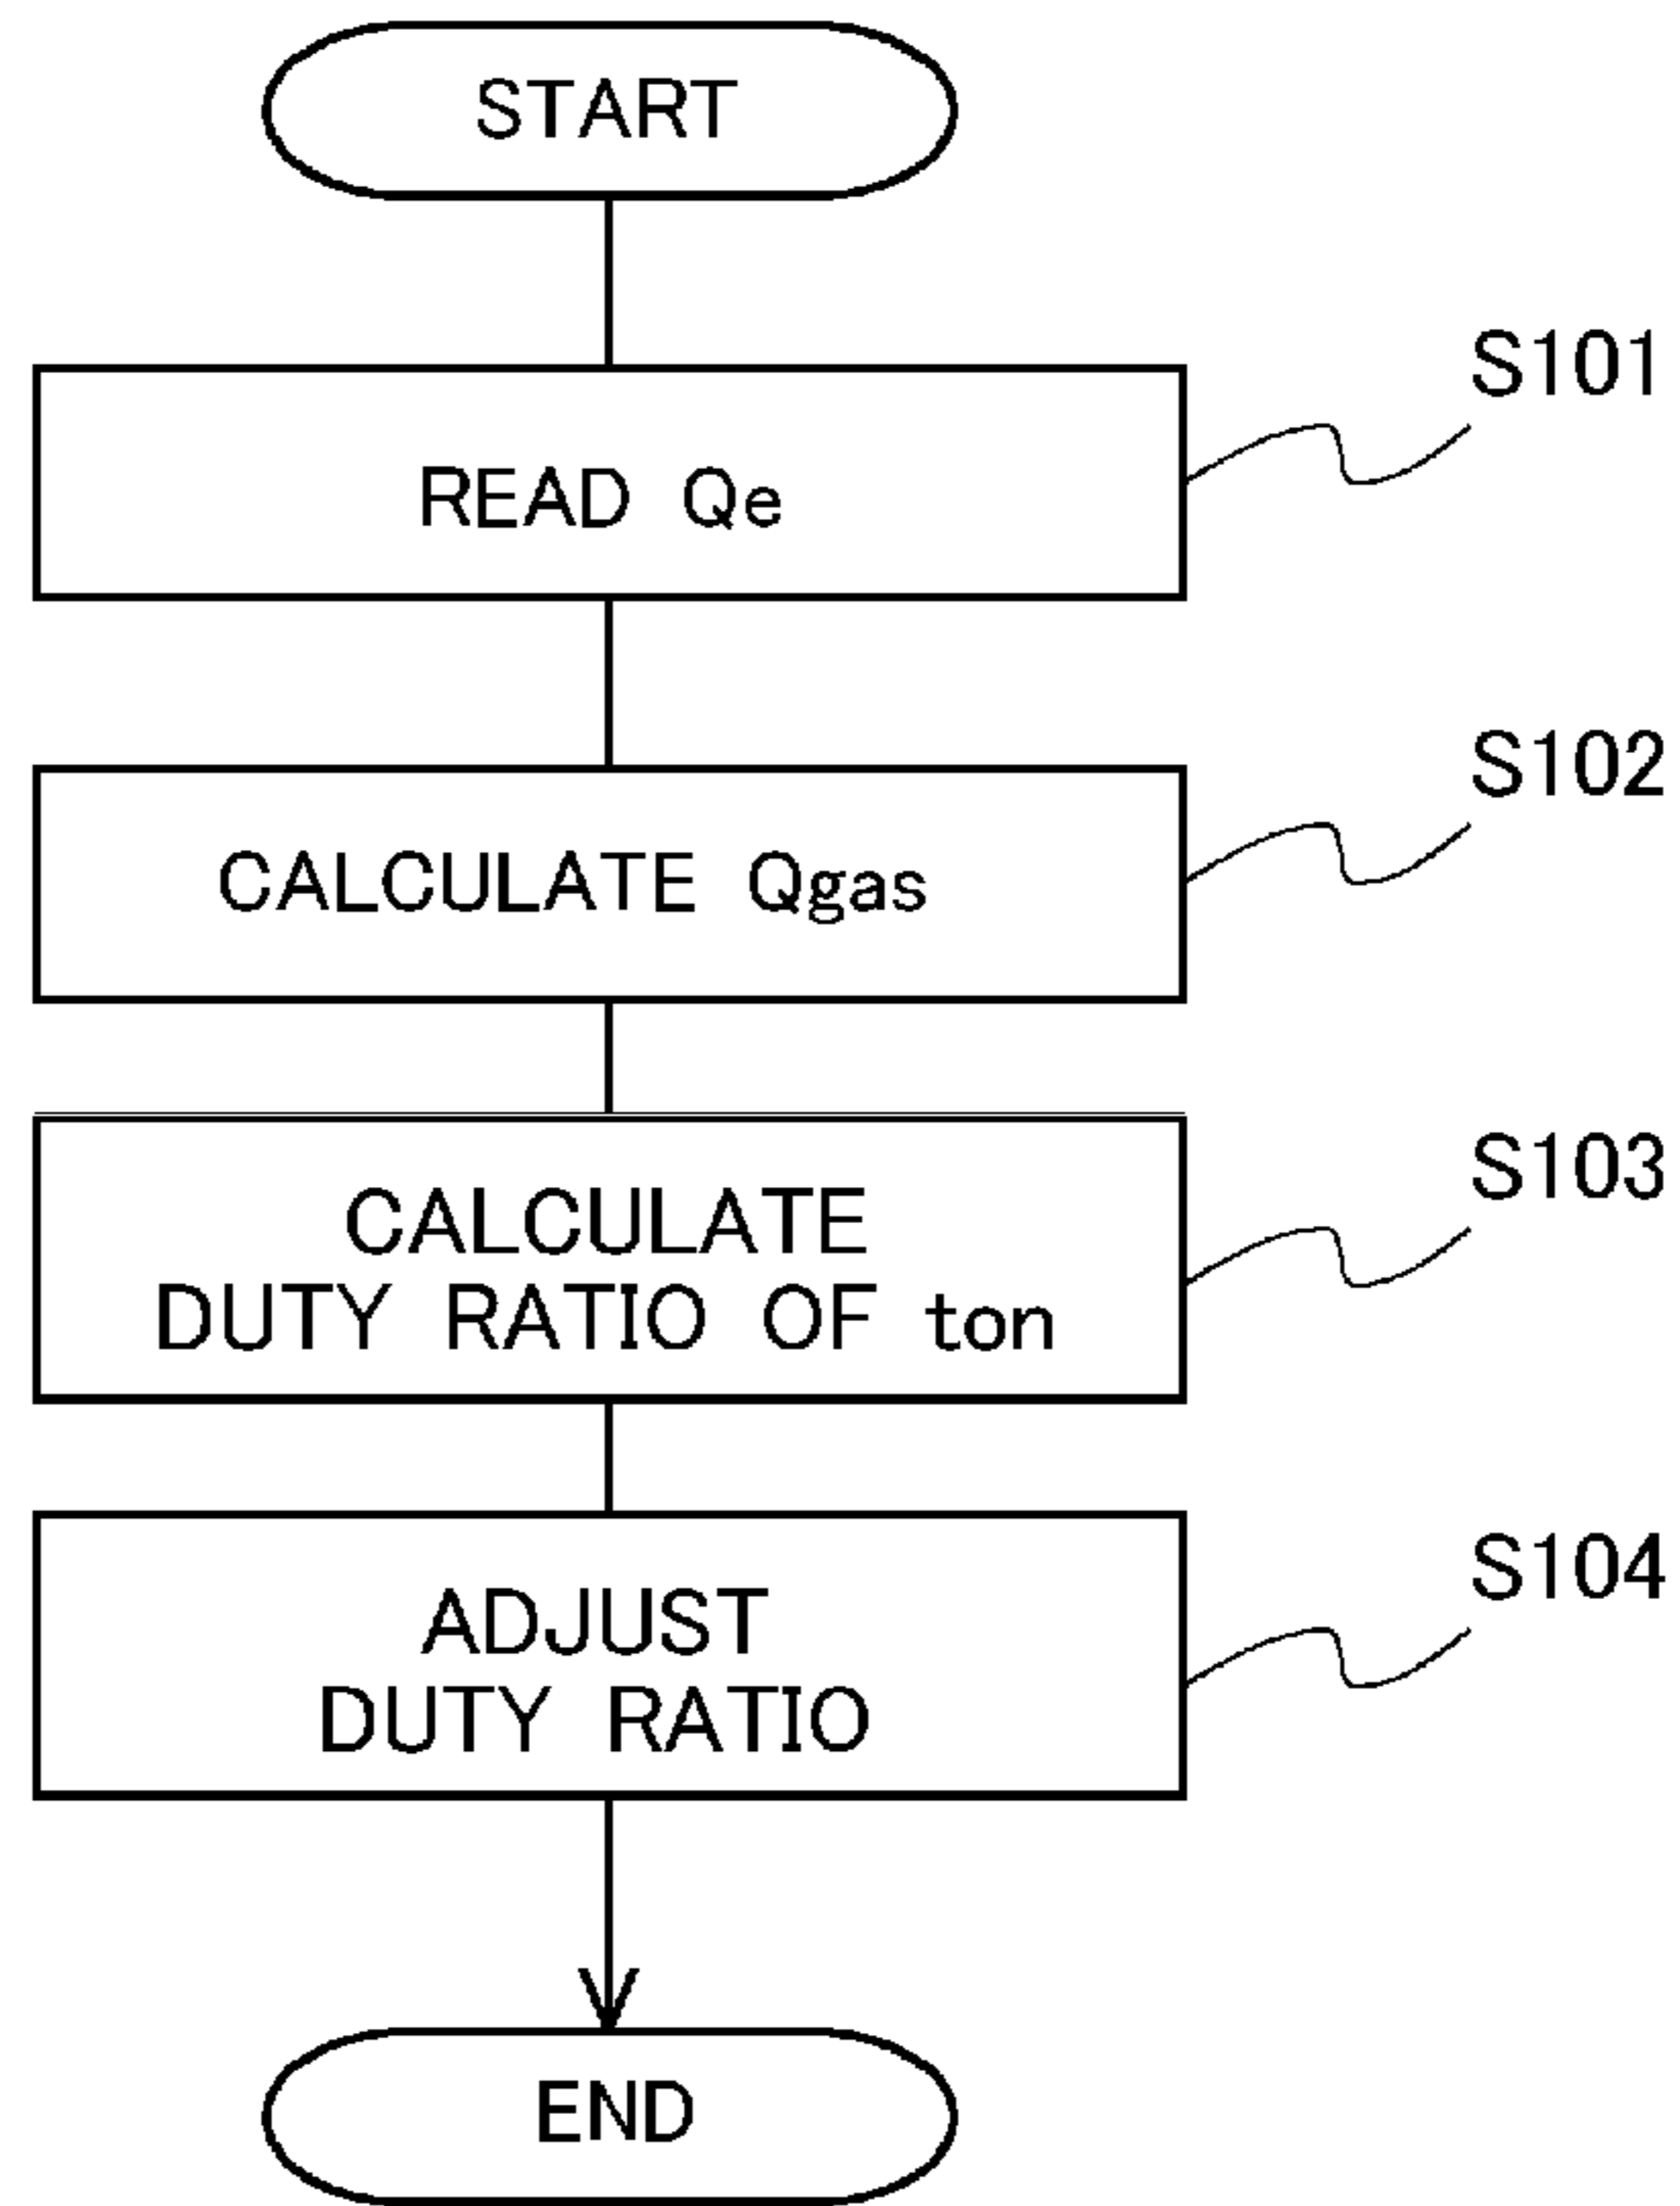 START
S101
READ Qe
S102
CALCULATE Qgas
S103
CALCULATE
DUTY RATIO OF ton
S104
ADJUST
DUTY RATIO
END